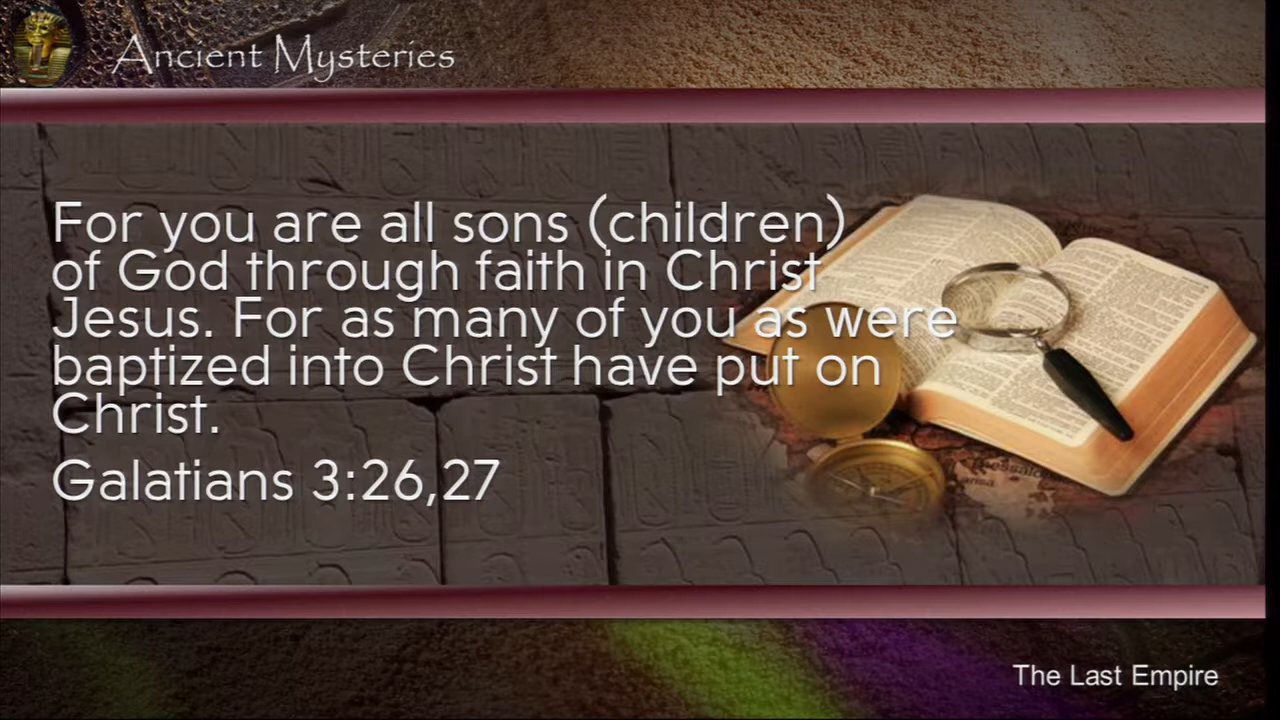 Ancient Mysteries
For you are all sons (children)
of God through faith in Christ
Jesus. For as many of you as were
baptized into Christ have put on
Christ.
Galatians 3:26,27
The Last Empire